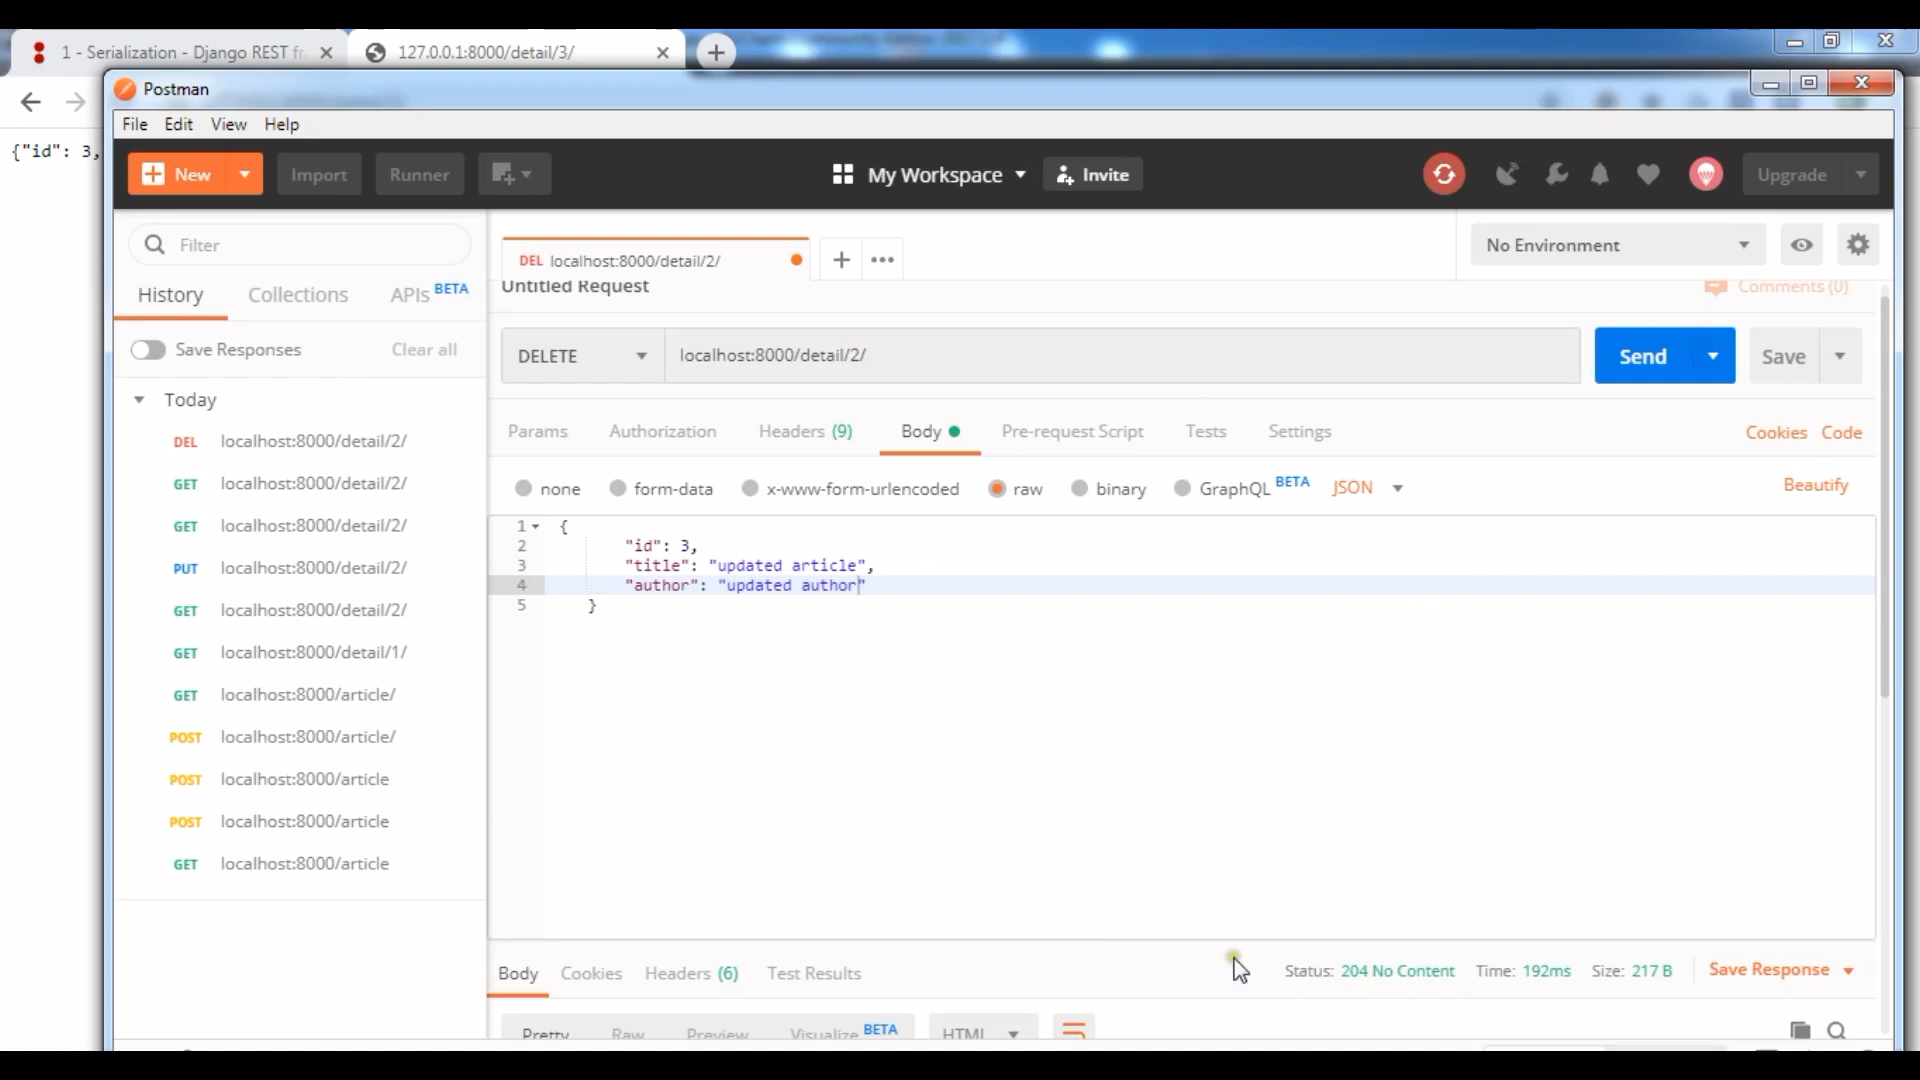 1 - Serialization - Django REST fr
127.0.0.1:8000/detail/3/
{"id": 3,
Postman
File Edit View Help
New Import Runner My Workspace Invite Upgrade
Filter
History Collections APIs BETA
Save Responses Clear all
Today
DEL localhost:8000/detail/2/
GET localhost:8000/detail/2/
GET localhost:8000/detail/2/
PUT localhost:8000/detail/2/
GET localhost:8000/detail/2/
GET localhost:8000/detail/1/
GET localhost:8000/article/
POST localhost:8000/article/
POST localhost:8000/article
POST localhost:8000/article
GET localhost:8000/article
DEL localhost:8000/detail/2/
No Environment
Untitled Request
Comments (0)
DELETE localhost:8000/detail/2/ Send Save
Params Authorization Headers (9) Body Pre-request Script Tests Settings Cookies Code
none form-data x-www-form-urlencoded raw binary GraphQL BETA JSON Beautify
1 {
2 "id": 3,
3 "title": "updated article",
4 "author": "updated author"
5 }
Body Cookies Headers (6) Test Results Status: 204 No Content Time: 192ms Size: 217 B Save Response
Pretty Raw Preview Visualize BETA HTML